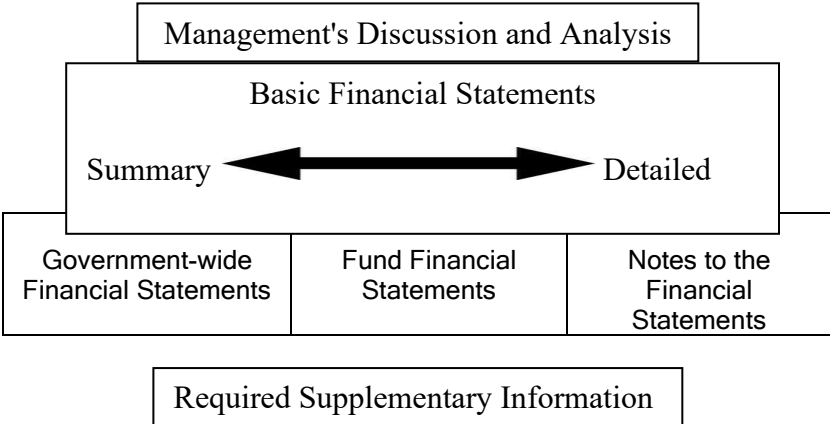 Management's Discussion and Analysis
Basic Financial Statements
Summary Detailed
Government-wide
Financial Statements
Fund Financial
Statements
Notes to the
Financial
Statements
Required Supplementary Information